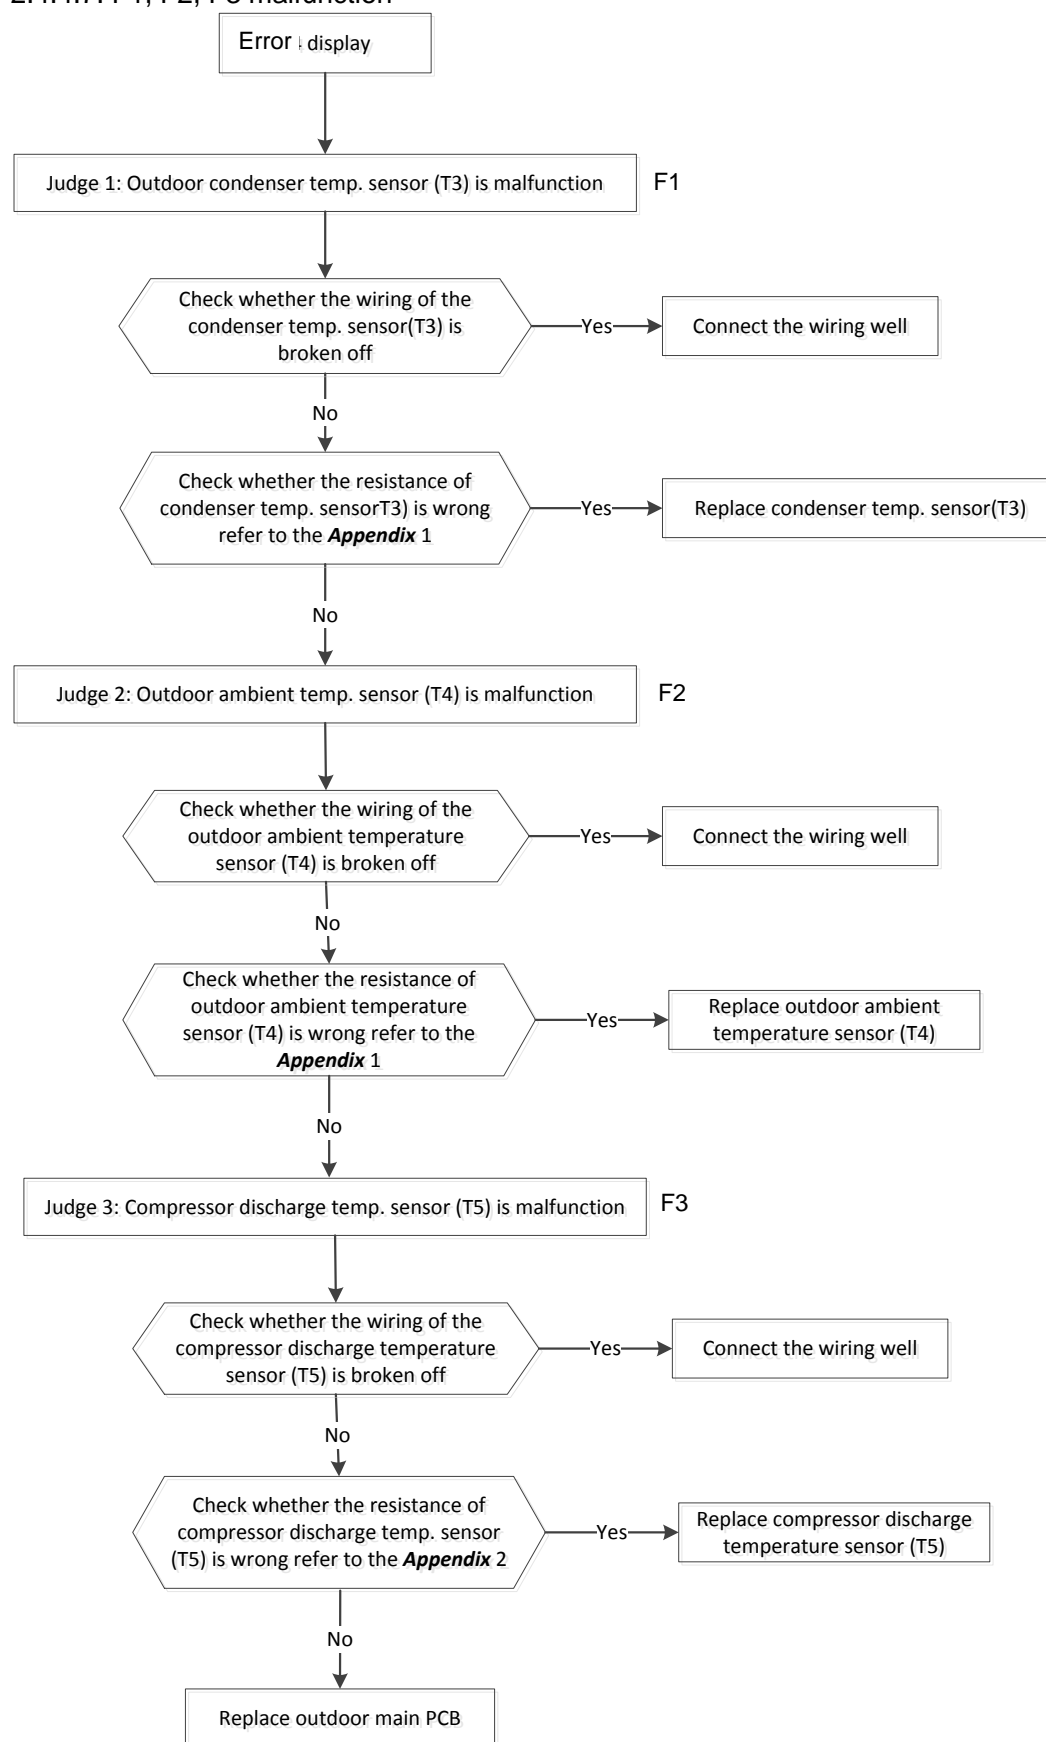 Error display
Judge 1: Outdoor condenser temp. sensor (T3) is malfunction
F1
Check whether the wiring of the
condenser temp. sensor(T3) is
broken off
Yes
Connect the wiring well
No
Check whether the resistance of
condenser temp. sensorT3) is wrong
refer to the Appendix 1
Yes
Replace condenser temp. sensor(T3)
No
Judge 2: Outdoor ambient temp. sensor (T4) is malfunction
F2
Check whether the wiring of the
outdoor ambient temperature
sensor (T4) is broken off
Yes
Connect the wiring well
No
Check whether the resistance of
outdoor ambient temperature
sensor (T4) is wrong refer to the
Appendix 1
Yes
Replace outdoor ambient
temperature sensor (T4)
No
Judge 3: Compressor discharge temp. sensor (T5) is malfunction
F3
Check whether the wiring of the
compressor discharge temperature
sensor (T5) is broken off
Yes
Connect the wiring well
No
Check whether the resistance of
compressor discharge temp. sensor
(T5) is wrong refer to the Appendix 2
Yes
Replace compressor discharge
temperature sensor (T5)
No
Replace outdoor main PCB